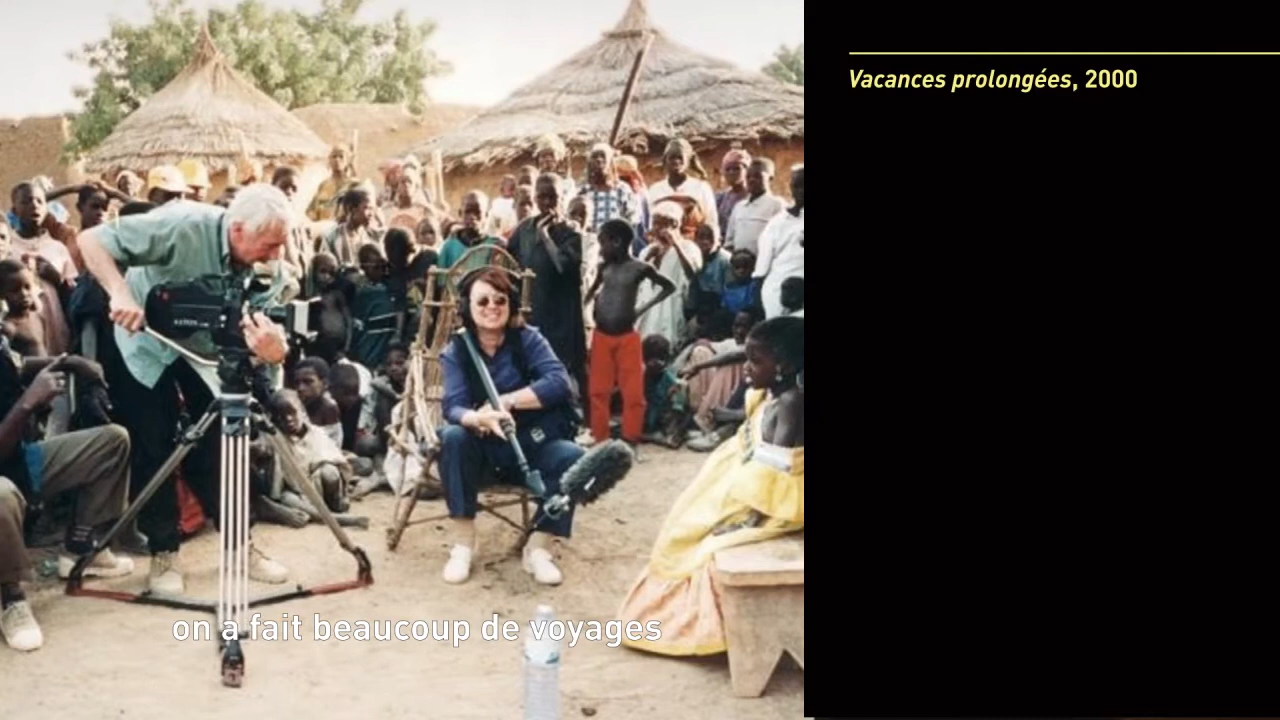 Vacances prolongées, 2000
on a fait beaucoup de voyages